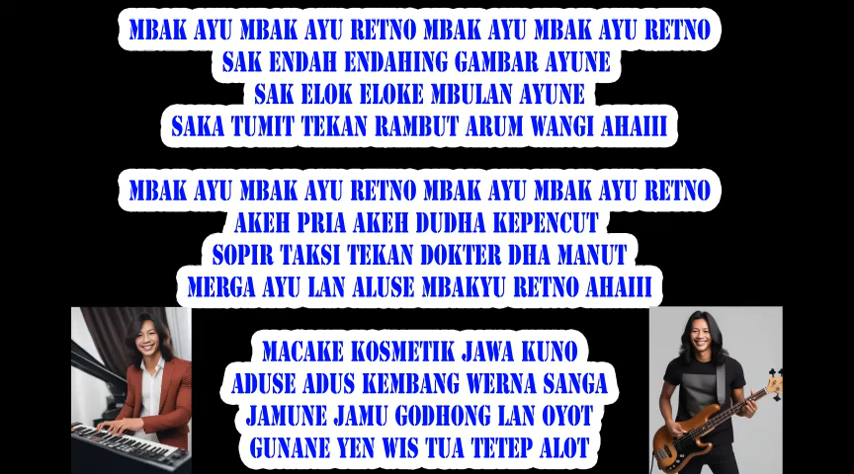 MBAK AYU MBAK AYU RETNO MBAK AYU MBAK AYU RETNO
SAK ENDAH ENDAHING GAMBAR AYUNE
SAK ELOK ELOKE MBULAN AYUNE
SAKA TUMIT TEKAN RAMBUT ARUM WANGI AHAIII
MBAK AYU MBAK AYU RETNO MBAK AYU MBAK AYU RETNO
AKEH PRIA AKEH DUDHA KEPENCUT
SOPIR TAKSI TEKAN DOKTER DHA MANUT
MERGA AYU LAN ALUSE MBAKYU RETNO AHAIII
MACAKE KOSMETIK JAWA KUNO
ADUSE ADUS KEMBANG WERNA SANGA
JAMUNE JAMU GODHONG LAN OYOT
GUNANE YEN WIS TUA TETEP ALOT